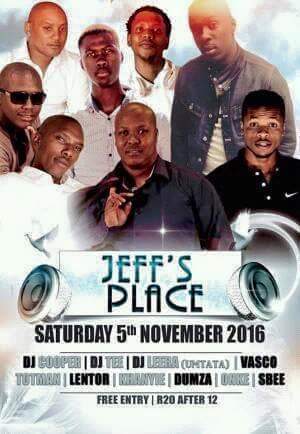 JEFF'S
PLACE
SATURDAY 5th NOVEMBER 2016
DJ COOPER | DJ TEE | DJ LEERA (UMTATA) | VASCO
TUTMAN | LENTOR | KHANYIE | DUMZA | ONKE | SBEE
FREE ENTRY | R20 AFTER 12